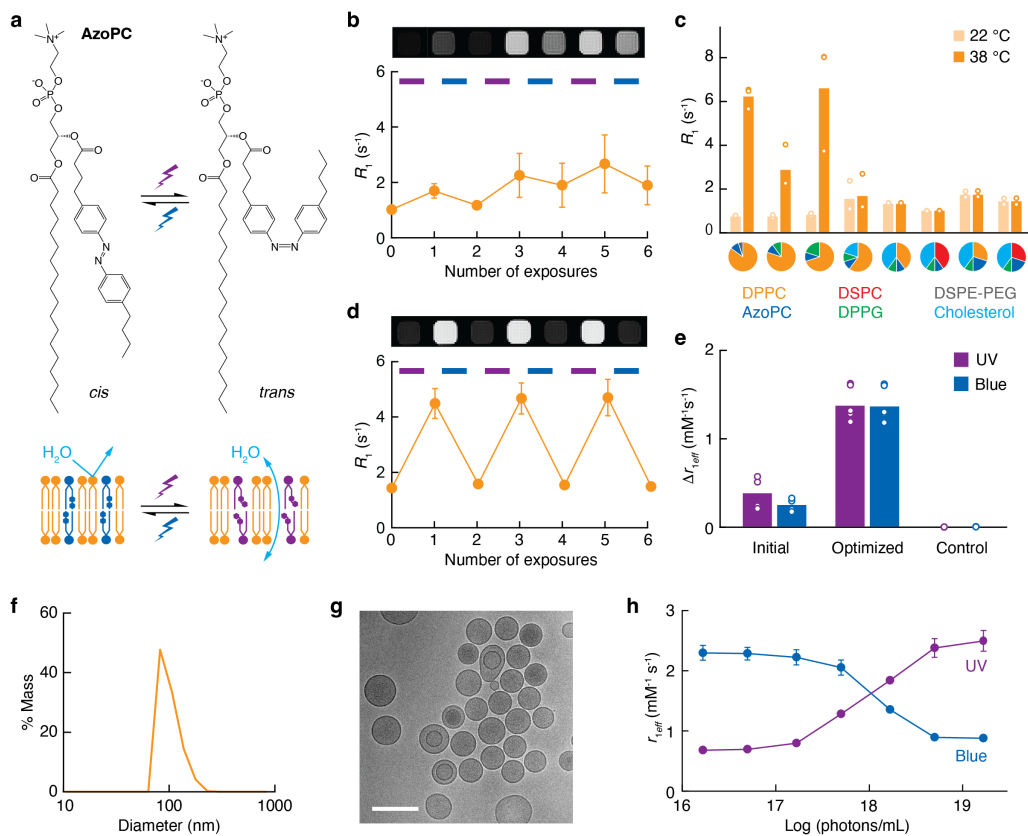 a
AzoPC
N+
-O
O
P
O
O
O
O
O
O
N
N
cis
N+
-O
O
P
O
O
O
O
O
O
N=N
trans
H2O
H2O
b
R1 (s-1)
6
4
2
0
0 1 2 3 4 5 6
Number of exposures
c
22 °C
38 °C
R1 (s-1)
8
6
4
2
0
DPPC
DSPC
DSPE-PEG
AzoPC
DPPG
Cholesterol
d
R1 (s-1)
6
4
2
0
0 1 2 3 4 5 6
Number of exposures
e
UV
Blue
Δr1eff (mM-1s-1)
2
1
0
Initial Optimized Control
f
% Mass
60
40
20
0
10 100 1000
Diameter (nm)
g
h
r1eff (mM-1 s-1)
3
2
1
0
UV
Blue
16 17 18 19
Log (photons/mL)